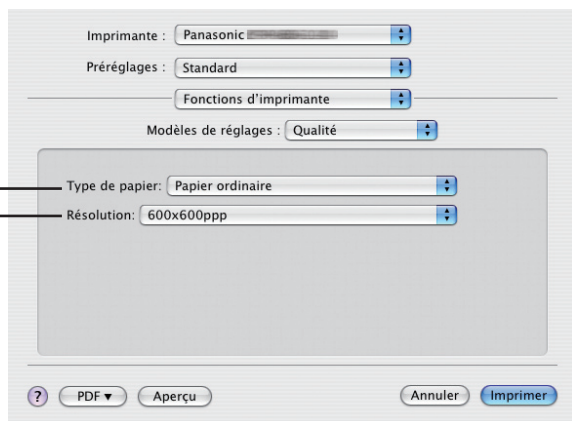 Imprimante : Panasonic
Préréglages : Standard
Fonctions d'imprimante
Modèles de réglages : Qualité
Type de papier: Papier ordinaire
Résolution: 600x600ppp
? PDF ▼ Aperçu Annuler Imprimer